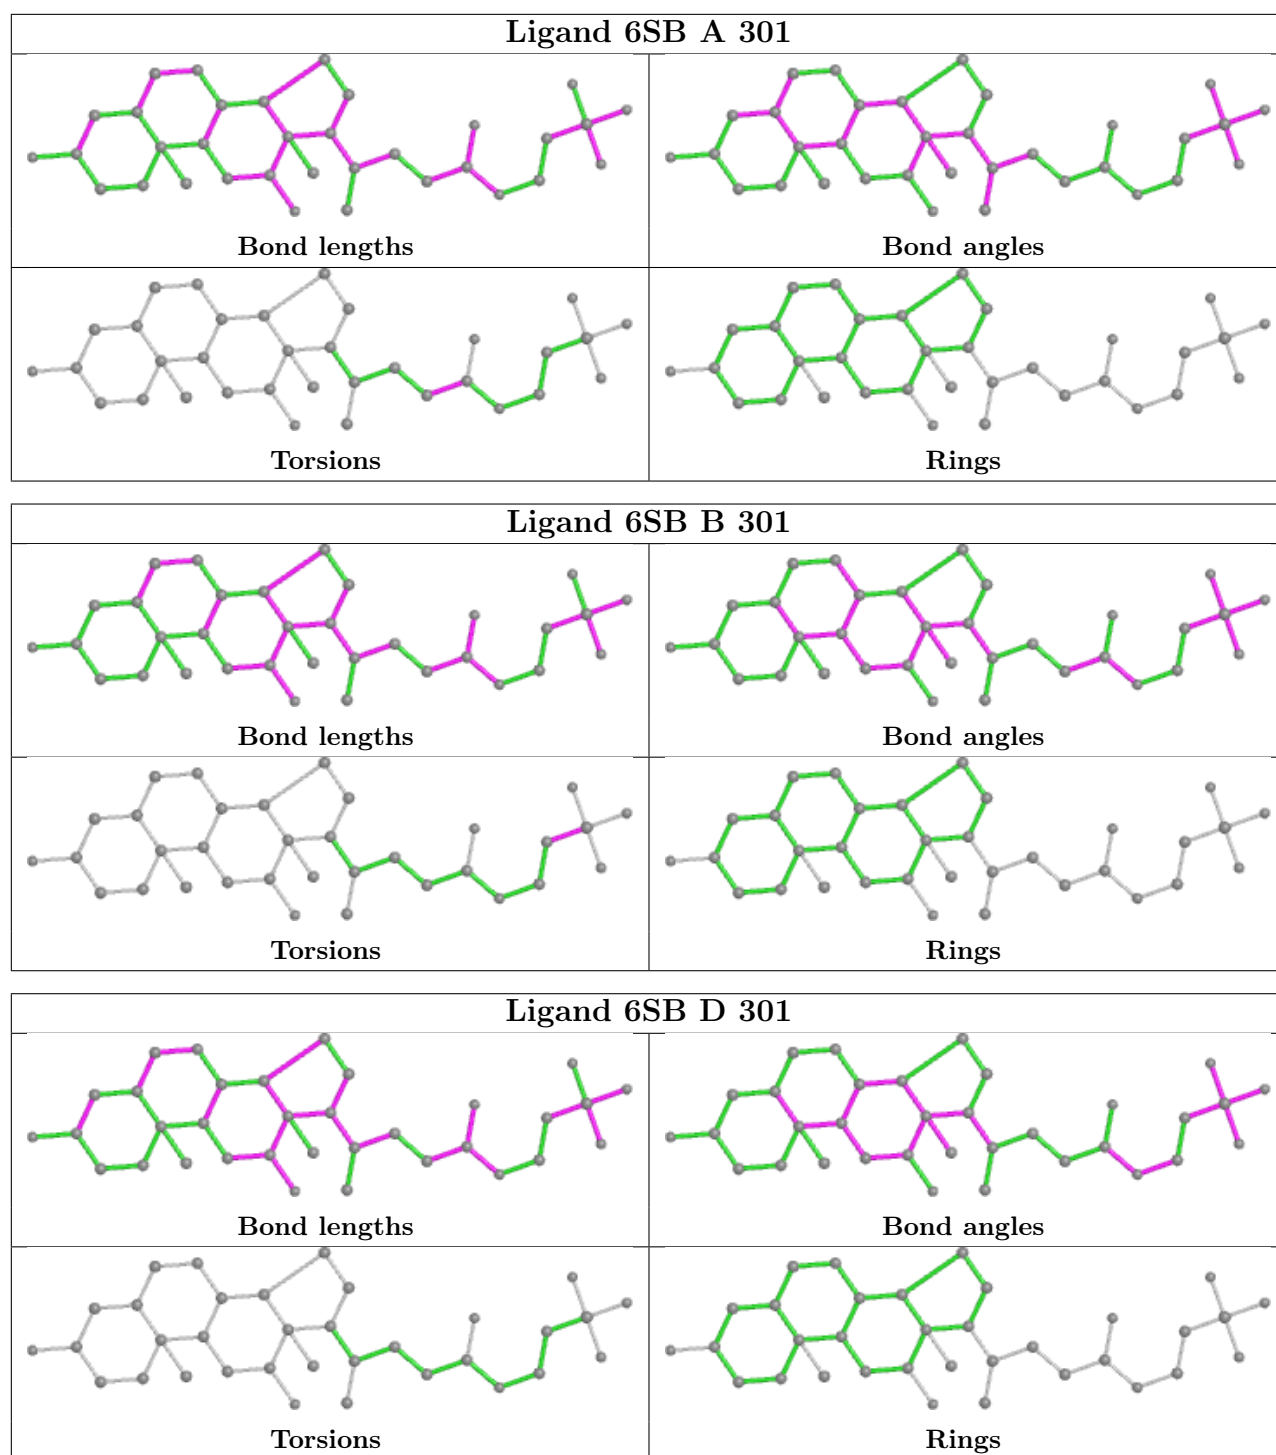 Ligand 6SB A 301
Bond lengths
Bond angles
Torsions
Rings
Ligand 6SB B 301
Bond lengths
Bond angles
Torsions
Rings
Ligand 6SB D 301
Bond lengths
Bond angles
Torsions
Rings